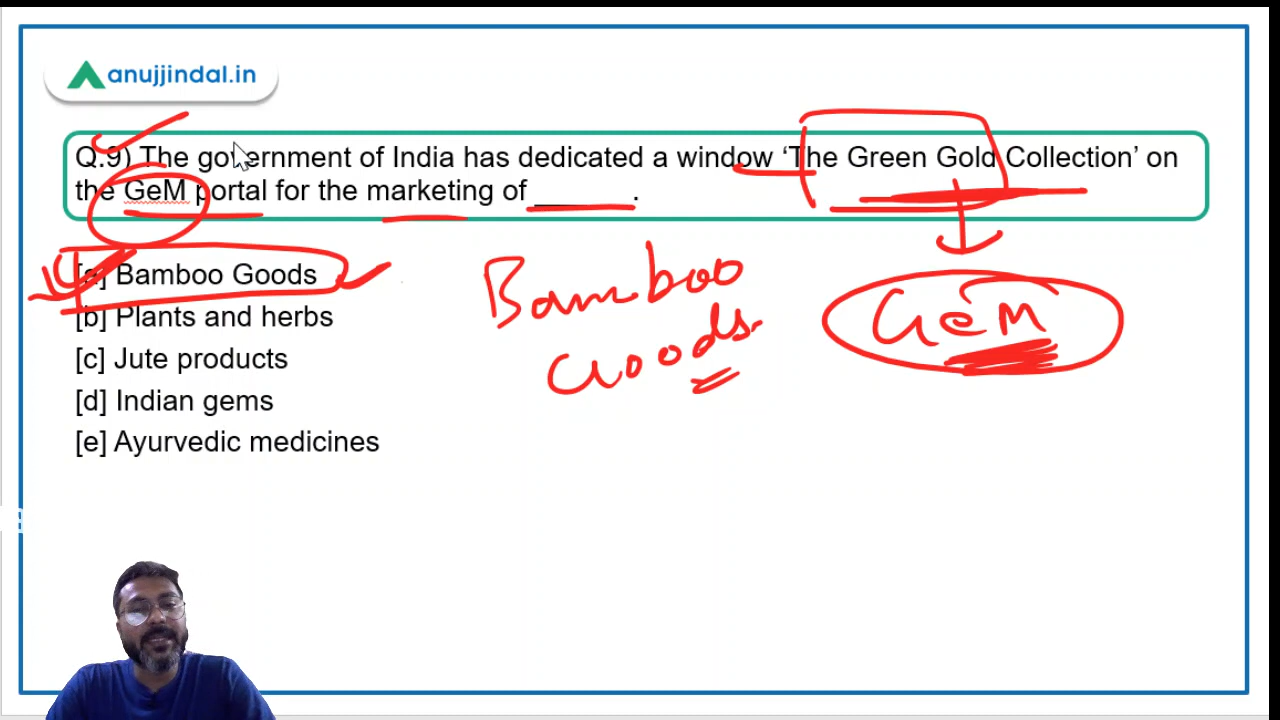 anujjindal.in
Q.9) The government of India has dedicated a window ‘The Green Gold Collection’ on
the GeM portal for the marketing of _____.
[a] Bamboo Goods
[b] Plants and herbs
[c] Jute products
[d] Indian gems
[e] Ayurvedic medicines
Bamboo
Goods.
GeM